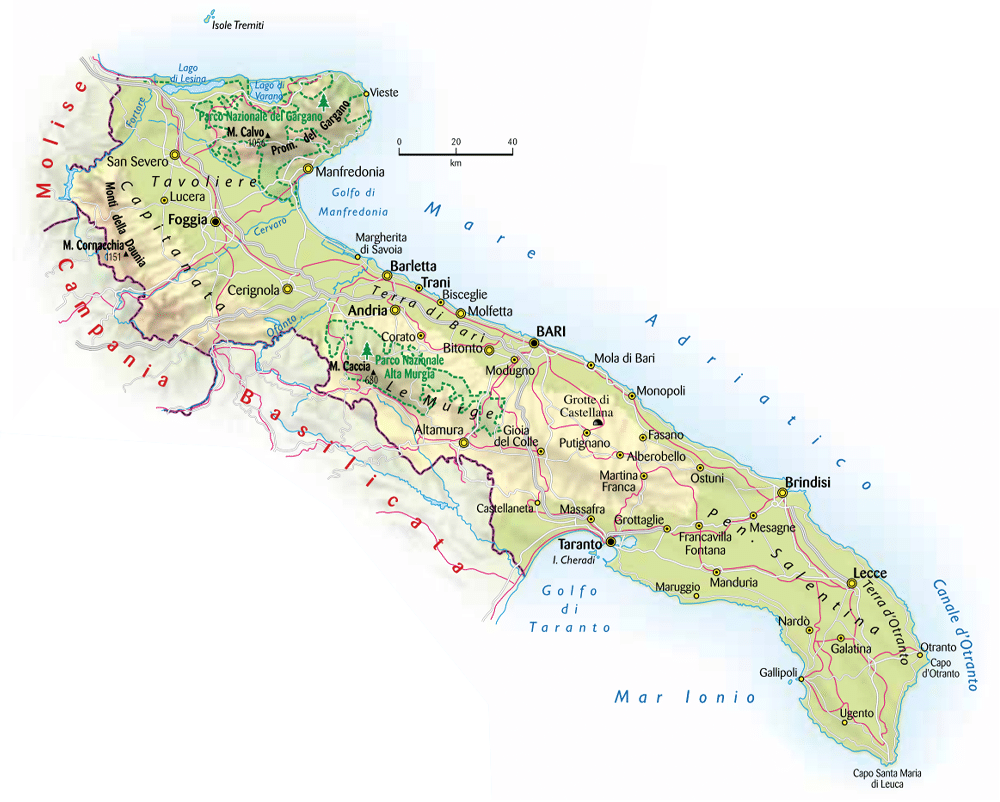 Isole Tremiti
Lago
di Lesina
Lago di
Varano
Vieste
Molise
Fortore
Parco Nazionale del Gargano
M. Calvo
1056
Prom. del Gargano
0 20 40
km
San Severo
Manfredonia
Tavoliere
Golfo di
Manfredonia
Lucera
Capitanata
Monti della Daunia
Foggia
Cervaro
Mare Adriatico
M. Cornacchia
1151
Margherita
di Savoia
Barletta
Campania
Trani
Cerignola
Bisceglie
Terra di Bari
Andria
Molfetta
Ofanto
BARI
Corato
Bitonto
Parco Nazionale
Alta Murgia
Mola di Bari
M. Caccia
680
Modugno
Le Murge
Monopoli
Basilicata
Grotte di
Castellana
Altamura
Gioia
del Colle
Putignano
Fasano
Alberobello
Martina
Franca
Ostuni
Brindisi
Castellaneta
Massafra
Grottaglie
Mesagne
Francavilla
Fontana
Pen. Salentina
Taranto
I. Cheradi
Manduria
Maruggio
Lecce
Terra d'Otranto
Canale d'Otranto
Golfo
di
Taranto
Nardò
Galatina
Otranto
Capo
d'Otranto
Gallipoli
Mar Ionio
Ugento
Capo Santa Maria
di Leuca